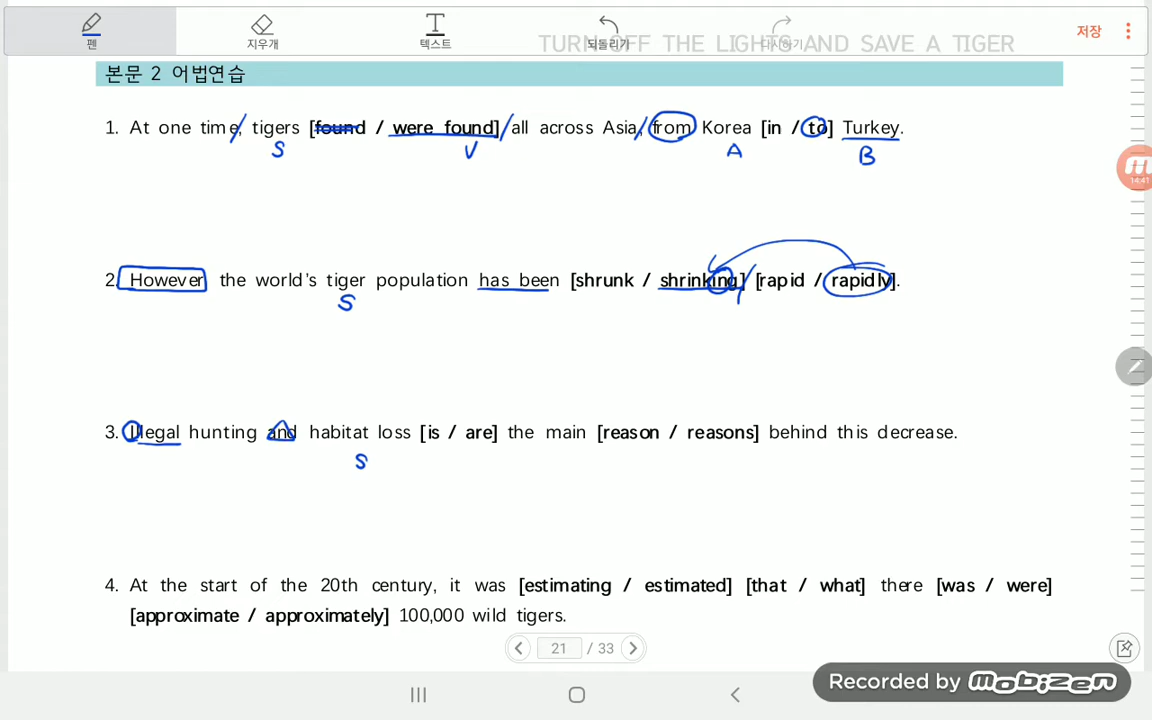 펜
지우개
텍스트
되돌리기
다시하기
저장
TURN OFF THE LIGHTS AND SAVE A TIGER
본문 2 어법연습
1. At one time, tigers [found / were found] all across Asia, from Korea [in / to] Turkey.
S V A B
2. However the world's tiger population has been [shrunk / shrinking] [rapid / rapidly].
S
14:41
3. Illegal hunting and habitat loss [is / are] the main [reason / reasons] behind this decrease.
S
4. At the start of the 20th century, it was [estimating / estimated] [that / what] there [was / were]
[approximate / approximately] 100,000 wild tigers.
21 / 33
Recorded by mobizen